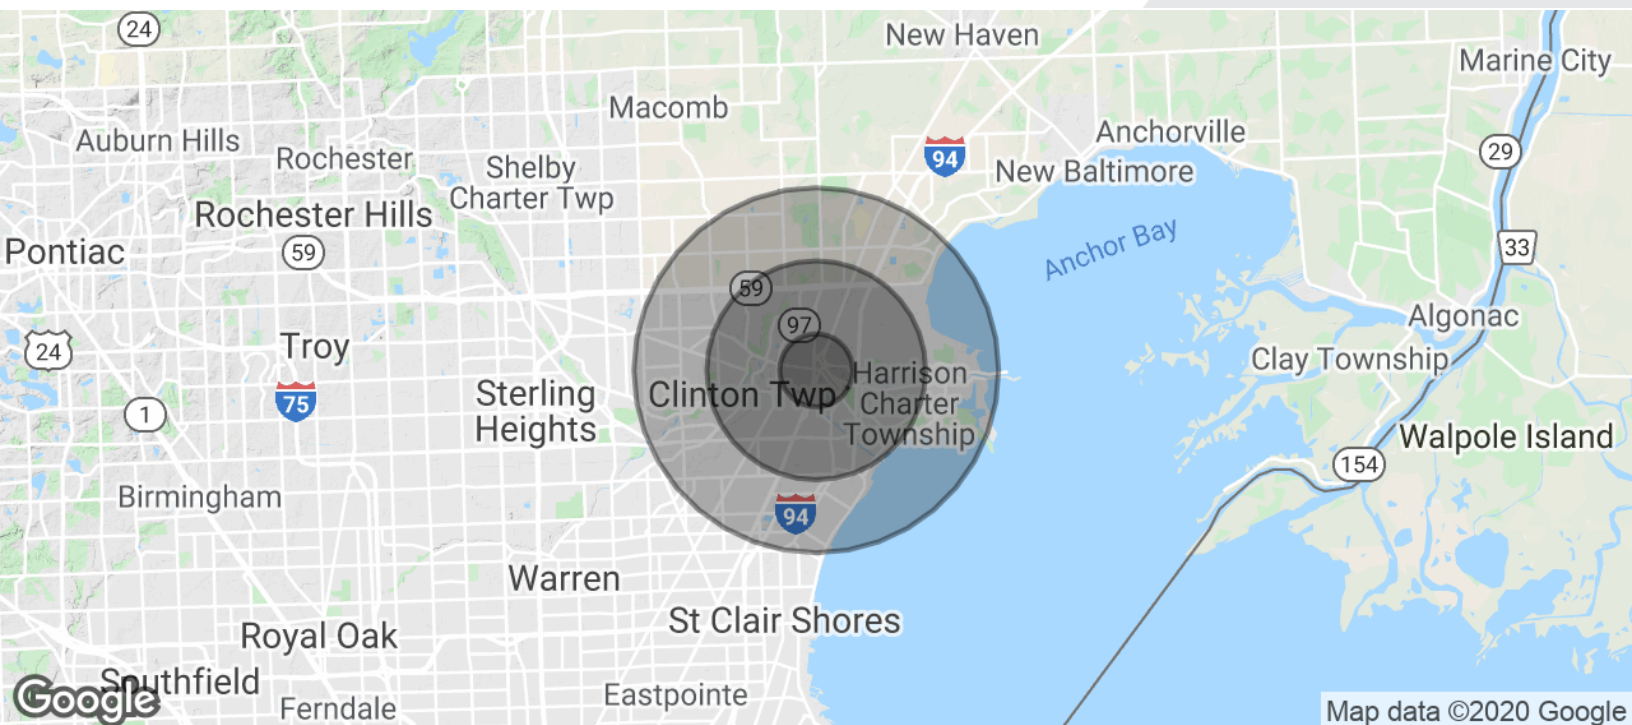 24
New Haven
Marine City
Macomb
Auburn Hills
Rochester
Shelby
Charter Twp
94
Anchorville
New Baltimore
29
Rochester Hills
Pontiac
59
Anchor Bay
33
59
97
Algonac
24
Troy
Clay Township
75
1
Sterling
Heights
Clinton Twp
Harrison
Charter
Township
Walpole Island
154
Birmingham
94
Warren
St Clair Shores
Royal Oak
Southfield
Google
Ferndale
Eastpointe
Map data ©2020 Google